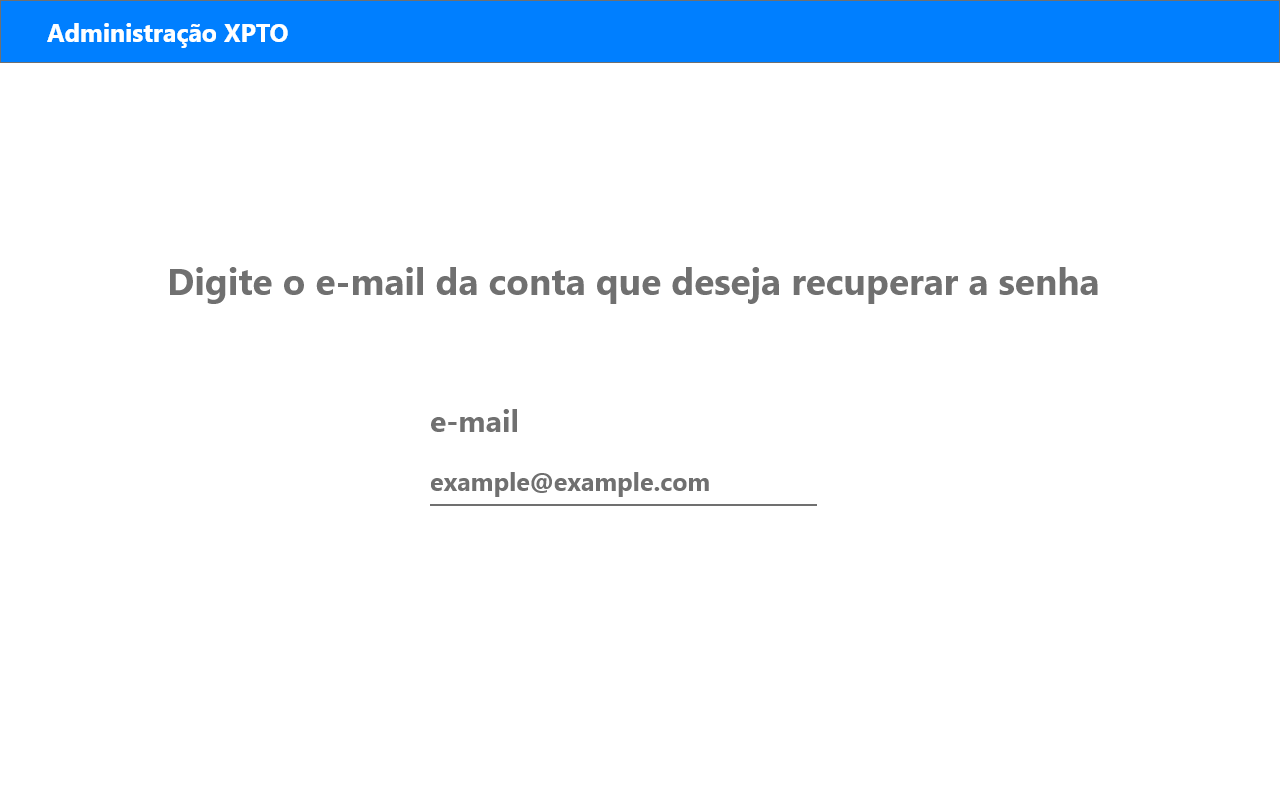 Administração XPTO
Digite o e-mail da conta que deseja recuperar a senha
e-mail
example@example.com